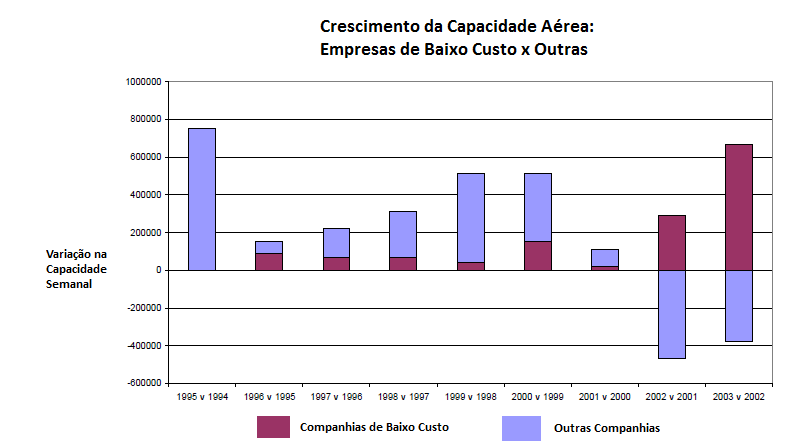 Crescimento da Capacidade Aérea:
Empresas de Baixo Custo x Outras
1000000
800000
600000
400000
200000
0
-200000
-400000
-600000
Variação na
Capacidade
Semanal
1995 v 1994
1996 v 1995
1997 v 1996
1998 v 1997
1999 v 1998
2000 v 1999
2001 v 2000
2002 v 2001
2003 v 2002
Companhias de Baixo Custo
Outras Companhias